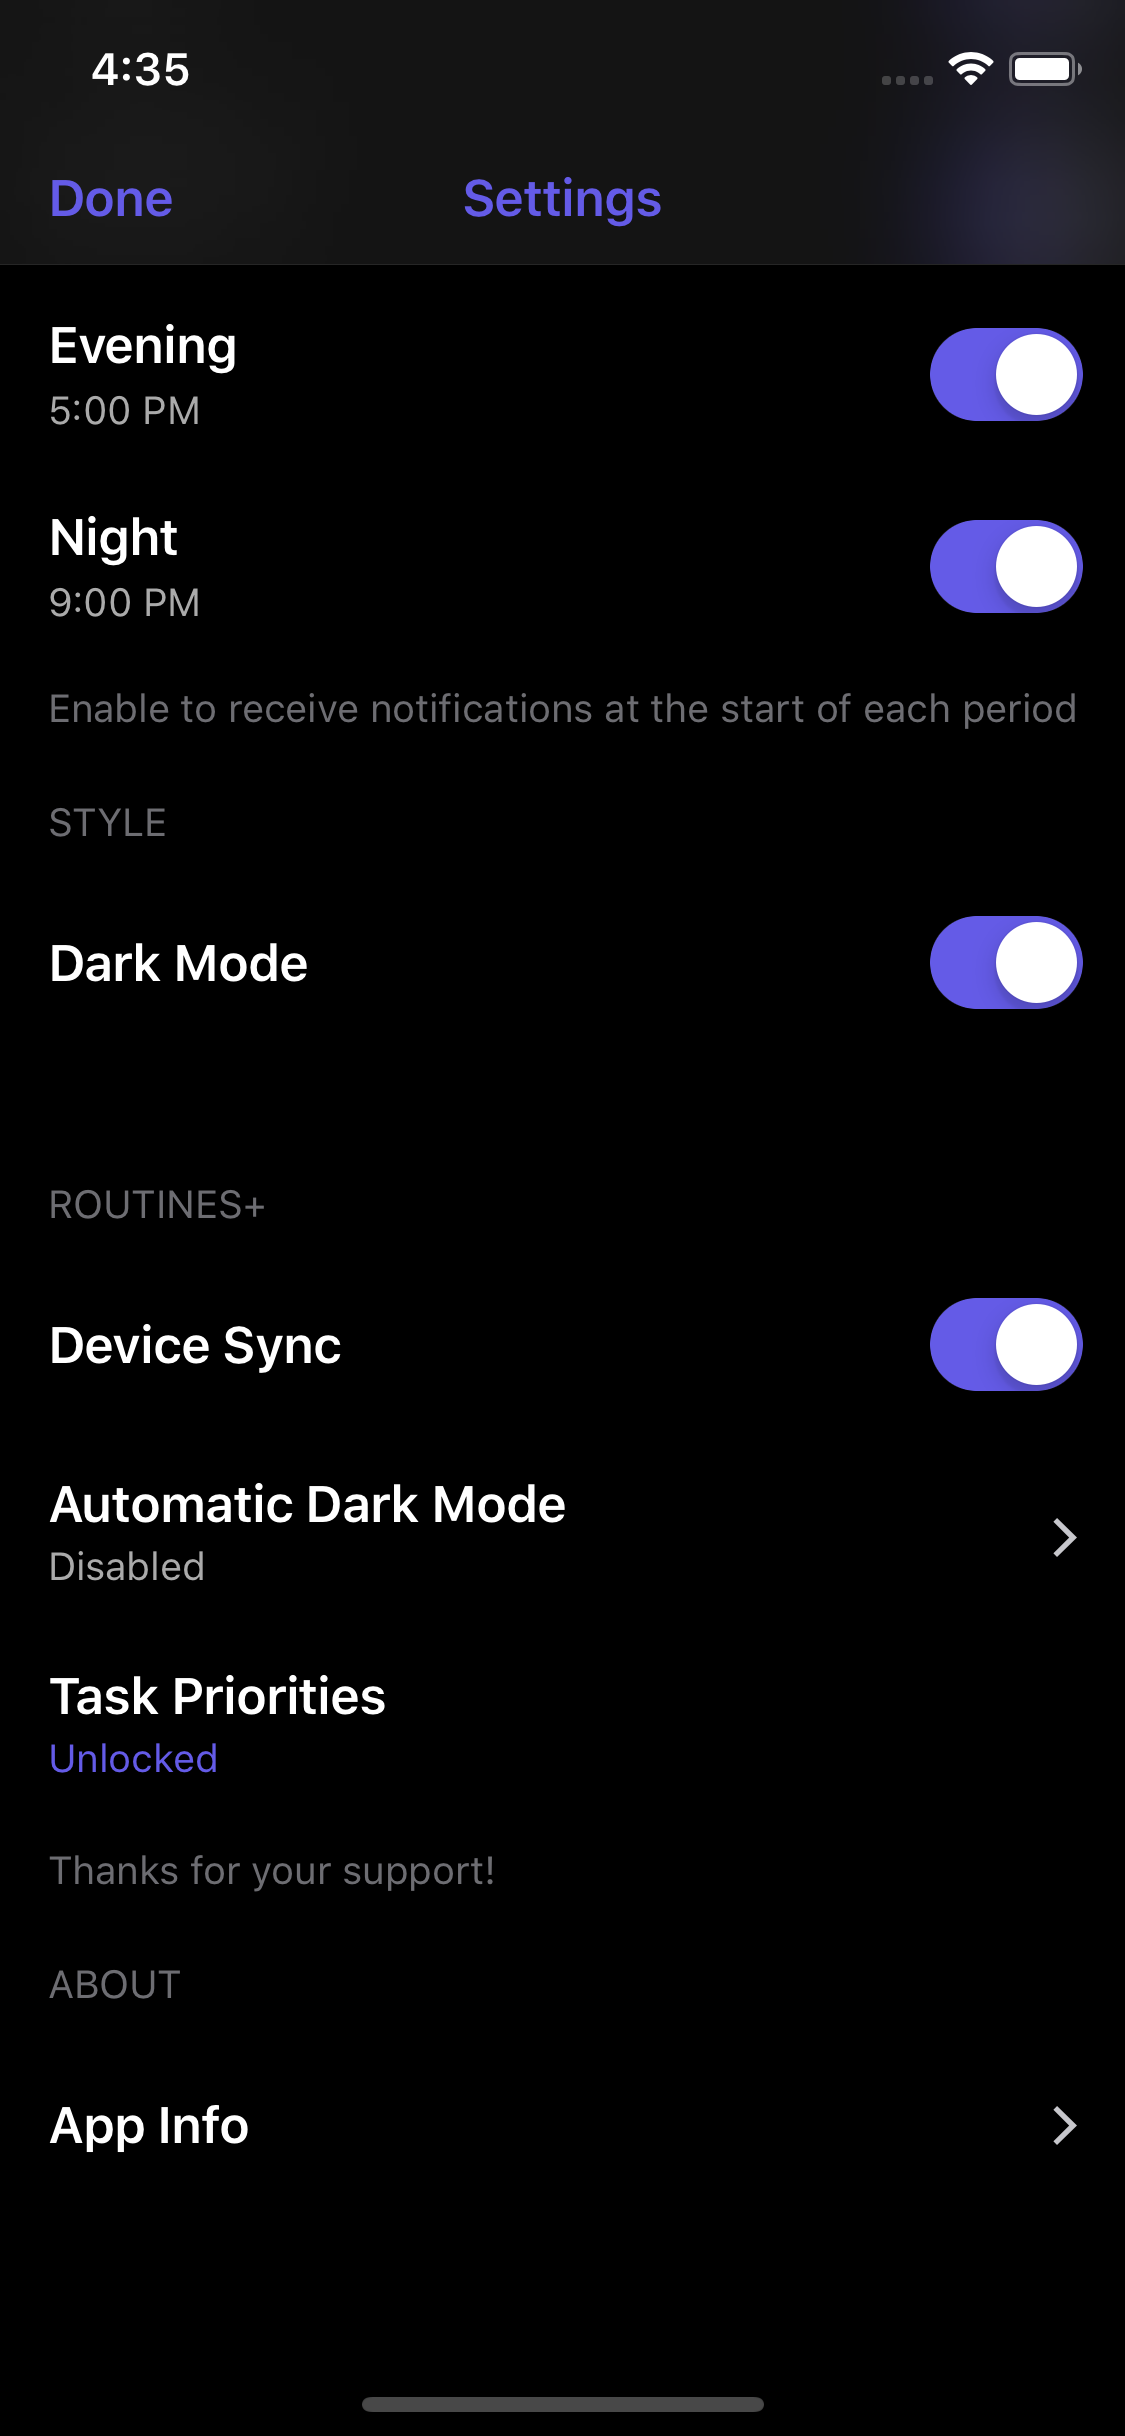 4:35
Done
Settings
Evening
5:00 PM
Night
9:00 PM
Enable to receive notifications at the start of each period
STYLE
Dark Mode
ROUTINES+
Device Sync
Automatic Dark Mode
Disabled
Task Priorities
Unlocked
Thanks for your support!
ABOUT
App Info